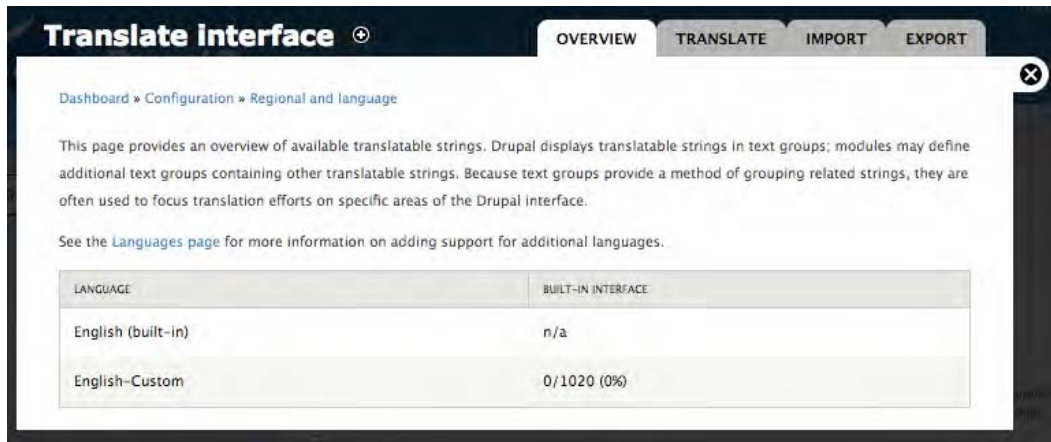 Translate interface
OVERVIEW TRANSLATE IMPORT EXPORT
Dashboard » Configuration » Regional and language
This page provides an overview of available translatable strings. Drupal displays translatable strings in text groups; modules may define
additional text groups containing other translatable strings. Because text groups provide a method of grouping related strings, they are
often used to focus translation efforts on specific areas of the Drupal interface.
See the Languages page for more information on adding support for additional languages.
LANGUAGE BUILT-IN INTERFACE
English (built-in) n/a
English-Custom 0/1020 (0%)